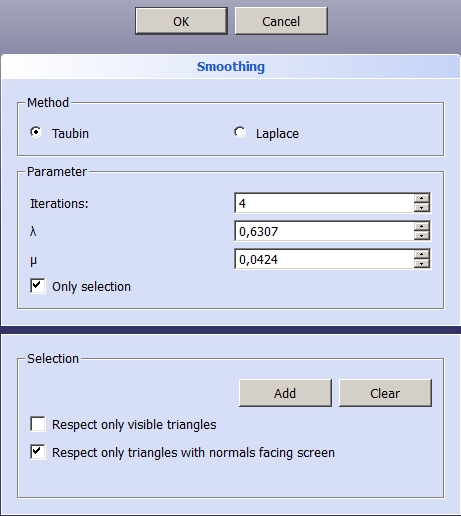 OK Cancel
Smoothing
Method
Taubin Laplace
Parameter
Iterations: 4
λ 0,6307
μ 0,0424
Only selection
Selection
Add Clear
Respect only visible triangles
Respect only triangles with normals facing screen